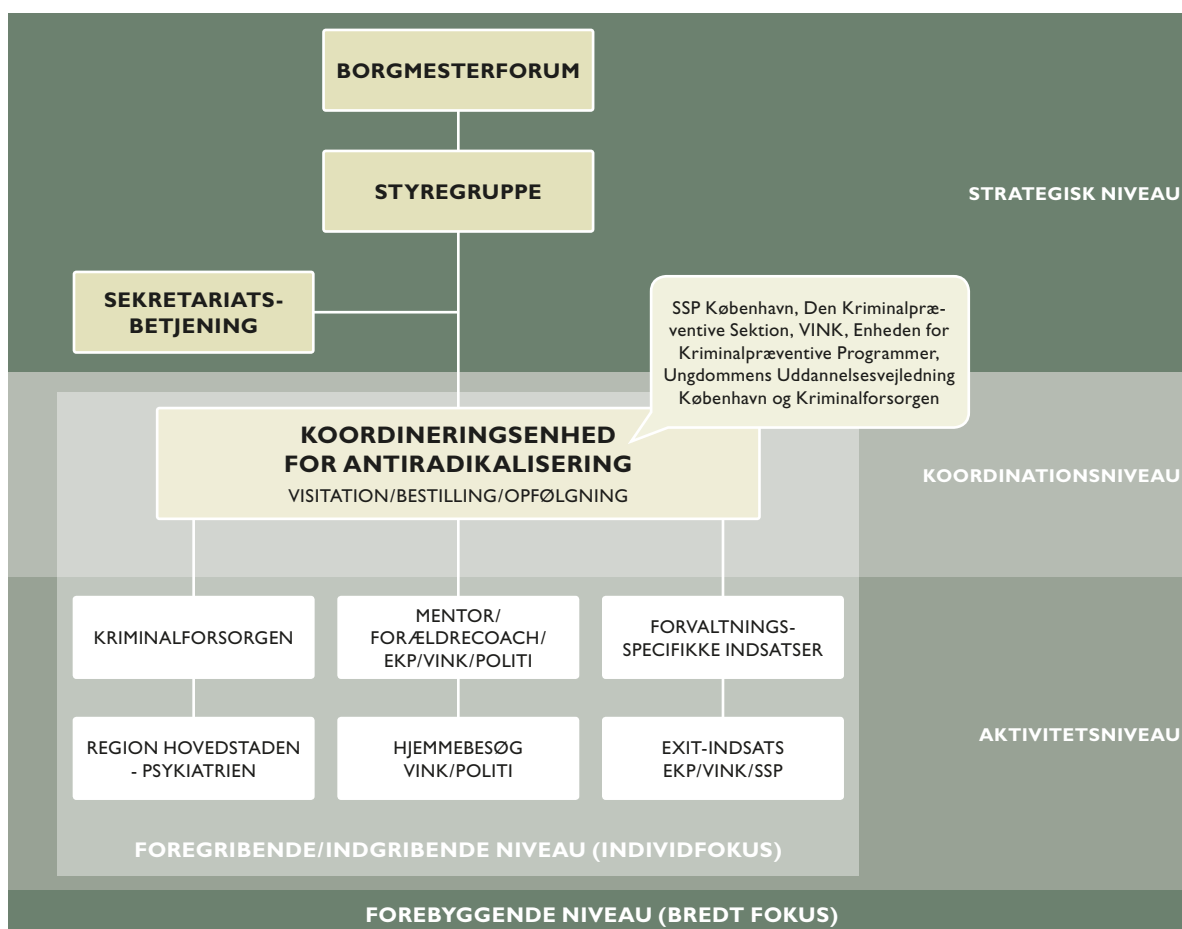 BORGMESTERFORUM
STYREGRUPPE
STRATEGISK NIVEAU
SEKRETARIATS-
BETJENING
SSP København, Den Kriminalpræ-
ventive Sektion, VINK, Enheden for
Kriminalpræventive Programmer,
Ungdommens Uddannelsesvejledning
København og Kriminalforsorgen
KOORDINERINGSENHED
FOR ANTIRADIKALISERING
VISITATION/BESTILLING/OPFØLGNING
KOORDINATIONSNIVEAU
KRIMINALFORSORGEN
MENTOR/
FORÆLDRECOACH/
EKP/VINK/POLITI
FORVALTNINGS-
SPECIFIKKE INDSATSER
REGION HOVEDSTADEN
- PSYKIATRIEN
HJEMMEBESØG
VINK/POLITI
EXIT-INDSATS
EKP/VINK/SSP
AKTIVITETSNIVEAU
FOREGRIBENDE/INDGRIBENDE NIVEAU (INDIVIDFOKUS)
FOREBYGGENDE NIVEAU (BREDT FOKUS)